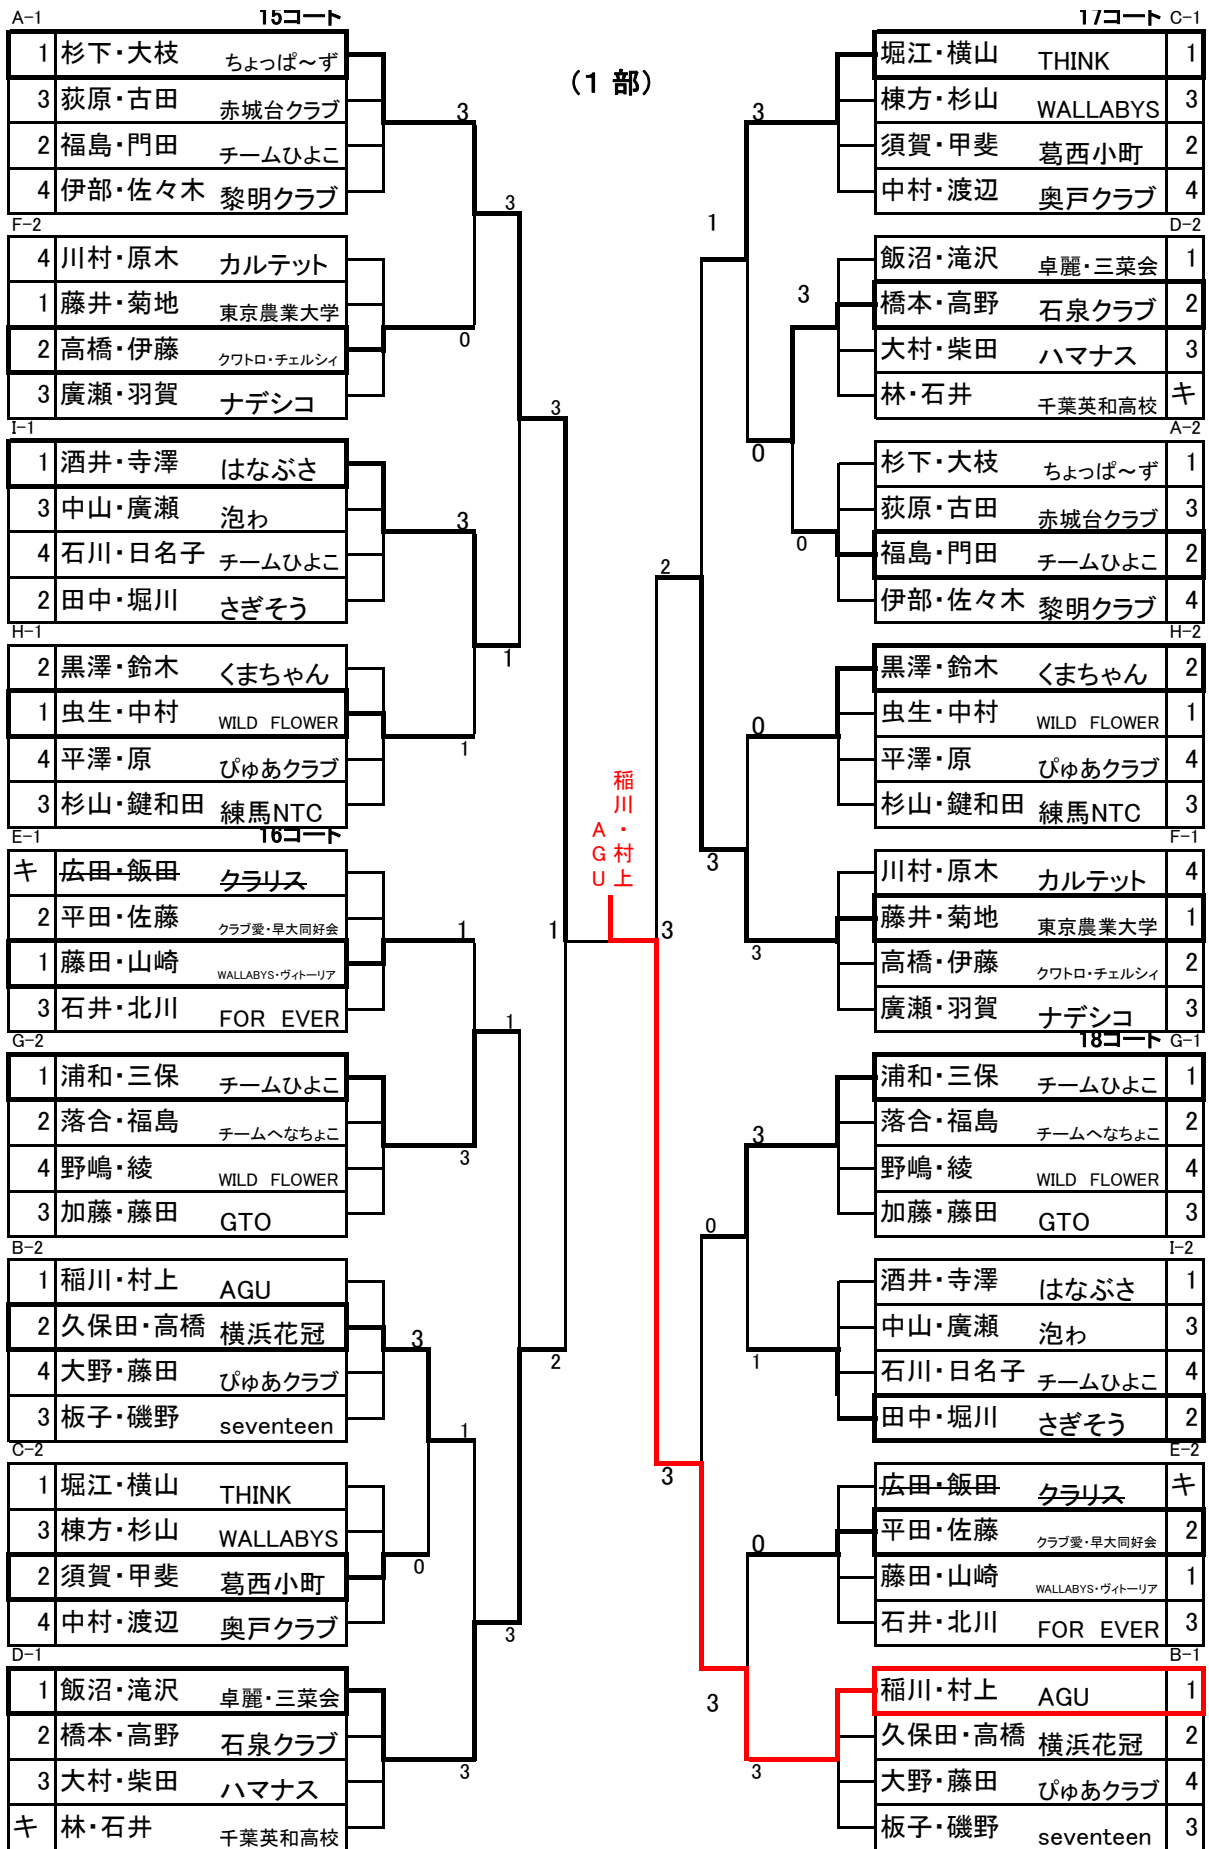 (1 部)
A-1 15コート
1 杉下・大枝 ちょっぱ～ず
3 荻原・古田 赤城台クラブ
2 福島・門田 チームひよこ
4 伊部・佐々木 黎明クラブ
3
F-2
4 川村・原木 カルテット
1 藤井・菊地 東京農業大学
2 高橋・伊藤 クワトロ・チェルシィ
3 廣瀬・羽賀 ナデシコ
0
3
I-1
1 酒井・寺澤 はなぶさ
3 中山・廣瀬 泡わ
4 石川・日名子 チームひよこ
2 田中・堀川 さぎそう
3
H-1
2 黒澤・鈴木 くまちゃん
1 虫生・中村 WILD FLOWER
4 平澤・原 ぴゅあクラブ
3 杉山・鍵和田 練馬NTC
1
1
3
E-1 16コート
キ 広田・飯田 クラリス
2 平田・佐藤 クラブ愛・早大同好会
1 藤田・山崎 WALLABYS・ヴィトーリア
3 石井・北川 FOR EVER
1
G-2
1 浦和・三保 チームひよこ
2 落合・福島 チームへなちょこ
4 野嶋・綾 WILD FLOWER
3 加藤・藤田 GTO
3
1
B-2
1 稲川・村上 AGU
2 久保田・高橋 横浜花冠
4 大野・藤田 ぴゅあクラブ
3 板子・磯野 seventeen
3
C-2
1 堀江・横山 THINK
3 棟方・杉山 WALLABYS
2 須賀・甲斐 葛西小町
4 中村・渡辺 奥戸クラブ
0
1
D-1
1 飯沼・滝沢 卓麗・三菜会
2 橋本・高野 石泉クラブ
3 大村・柴田 ハマナス
キ 林・石井 千葉英和高校
3
3
2
1
稲川・村上
AGU
3
17コート C-1
堀江・横山 THINK 1
棟方・杉山 WALLABYS 3
須賀・甲斐 葛西小町 2
中村・渡辺 奥戸クラブ 4
3
D-2
飯沼・滝沢 卓麗・三菜会 1
橋本・高野 石泉クラブ 2
大村・柴田 ハマナス 3
林・石井 千葉英和高校 キ
3
A-2
杉下・大枝 ちょっぱ～ず 1
荻原・古田 赤城台クラブ 3
福島・門田 チームひよこ 2
伊部・佐々木 黎明クラブ 4
0
0
1
H-2
黒澤・鈴木 くまちゃん 2
虫生・中村 WILD FLOWER 1
平澤・原 ぴゅあクラブ 4
杉山・鍵和田 練馬NTC 3
0
F-1
川村・原木 カルテット 4
藤井・菊地 東京農業大学 1
高橋・伊藤 クワトロ・チェルシィ 2
廣瀬・羽賀 ナデシコ 3
3
3
2
18コート G-1
浦和・三保 チームひよこ 1
落合・福島 チームへなちょこ 2
野嶋・綾 WILD FLOWER 4
加藤・藤田 GTO 3
3
I-2
酒井・寺澤 はなぶさ 1
中山・廣瀬 泡わ 3
石川・日名子 チームひよこ 4
田中・堀川 さぎそう 2
1
0
E-2
広田・飯田 クラリス キ
平田・佐藤 クラブ愛・早大同好会 2
藤田・山崎 WALLABYS・ヴィトーリア 1
石井・北川 FOR EVER 3
0
B-1
稲川・村上 AGU 1
久保田・高橋 横浜花冠 2
大野・藤田 ぴゅあクラブ 4
板子・磯野 seventeen 3
3
3
3